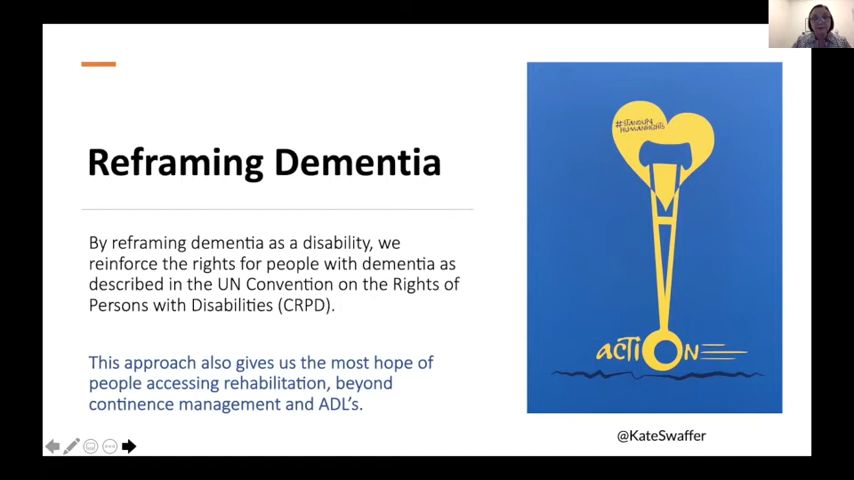 Reframing Dementia
By reframing dementia as a disability, we
reinforce the rights for people with dementia as
described in the UN Convention on the Rights of
Persons with Disabilities (CRPD).
This approach also gives us the most hope of
people accessing rehabilitation, beyond
continence management and ADL’s.
#STANDUP4
HUMANRIGHTS
actiON
@KateSwaffer